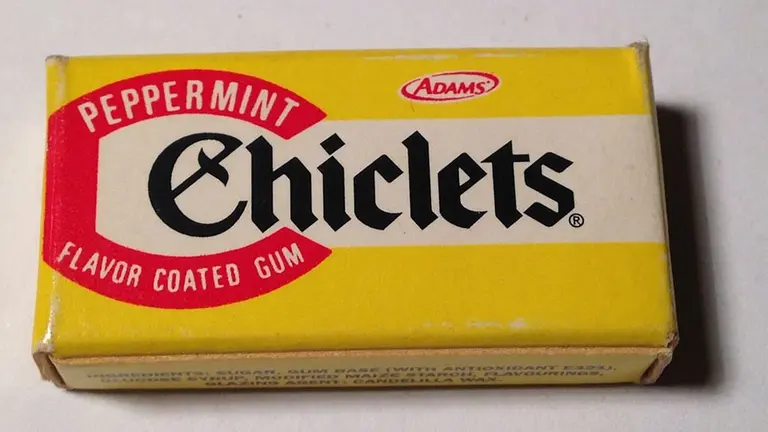 PEPPERMINT
ADAMS®
Chiclets®
FLAVOR COATED GUM
INGREDIENTS: SUGAR, GUM BASE (WITH ANTIOXIDANT E321),
GLUCOSE SYRUP, MODIFIED MAIZE STARCH, FLAVOURINGS,
GLAZING AGENT: CANDELILLA WAX.